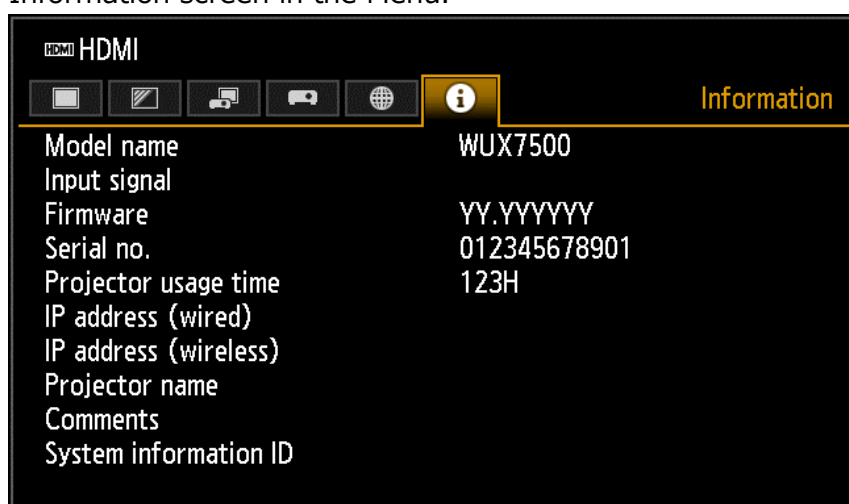 Information screen in the Menu.
HDMI HDMI
Information
Model name WUX7500
Input signal
Firmware YY.YYYYYY
Serial no. 012345678901
Projector usage time 123H
IP address (wired)
IP address (wireless)
Projector name
Comments
System information ID